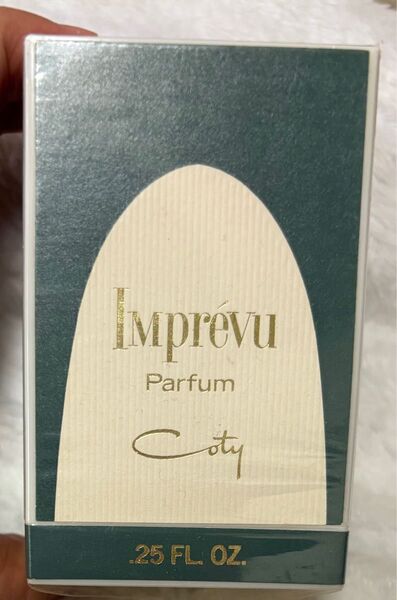 Imprévu
Parfum
Coty
.25 FL. OZ.